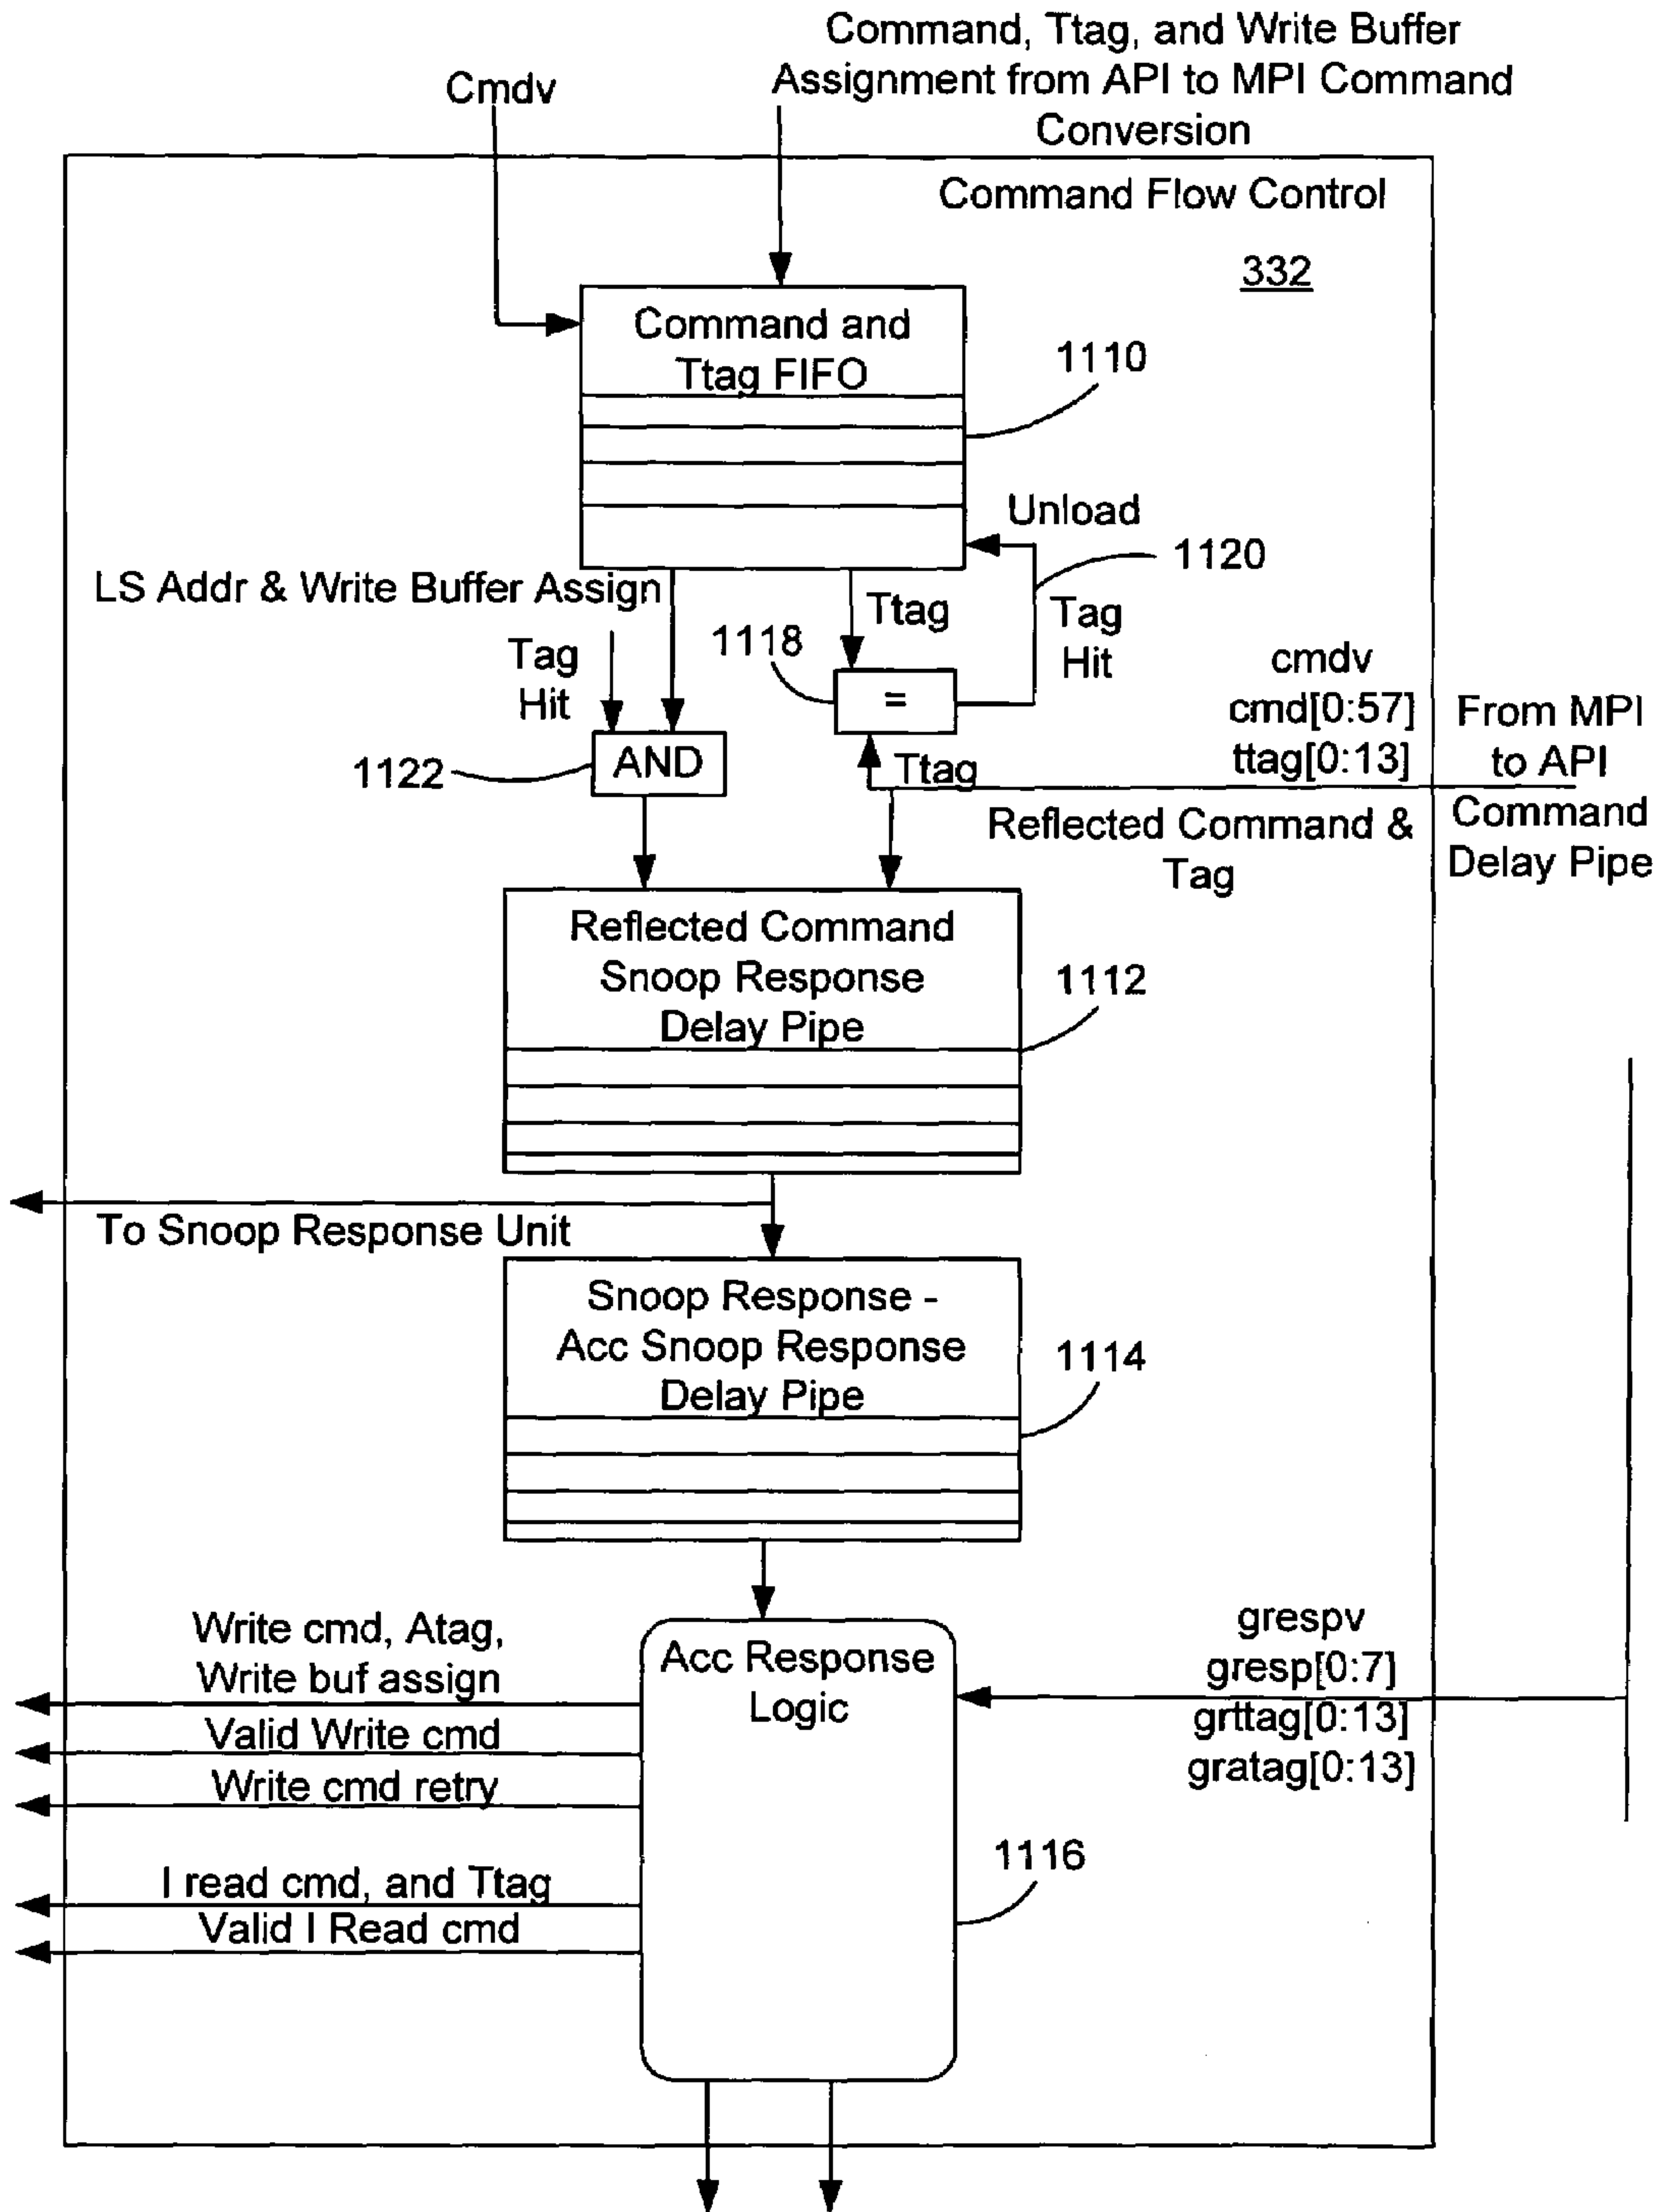 Command, Ttag, and Write Buffer
Assignment from API to MPI Command
Conversion
Cmdv
Command Flow Control
332
Command and
Ttag FIFO
1110
Unload
1120
LS Addr & Write Buffer Assign
Ttag
Tag
Hit
1118
Tag
Hit
=
cmdv
cmd[0:57]
ttag[0:13]
From MPI
to API
Command
Delay Pipe
AND
1122
Ttag
Reflected Command &
Tag
Reflected Command
Snoop Response
Delay Pipe
1112
To Snoop Response Unit
Snoop Response -
Acc Snoop Response
Delay Pipe
1114
Write cmd, Atag,
Write buf assign
Valid Write cmd
Write cmd retry
I read cmd, and Ttag
Valid I Read cmd
Acc Response
Logic
grespv
gresp[0:7]
grttag[0:13]
gratag[0:13]
1116